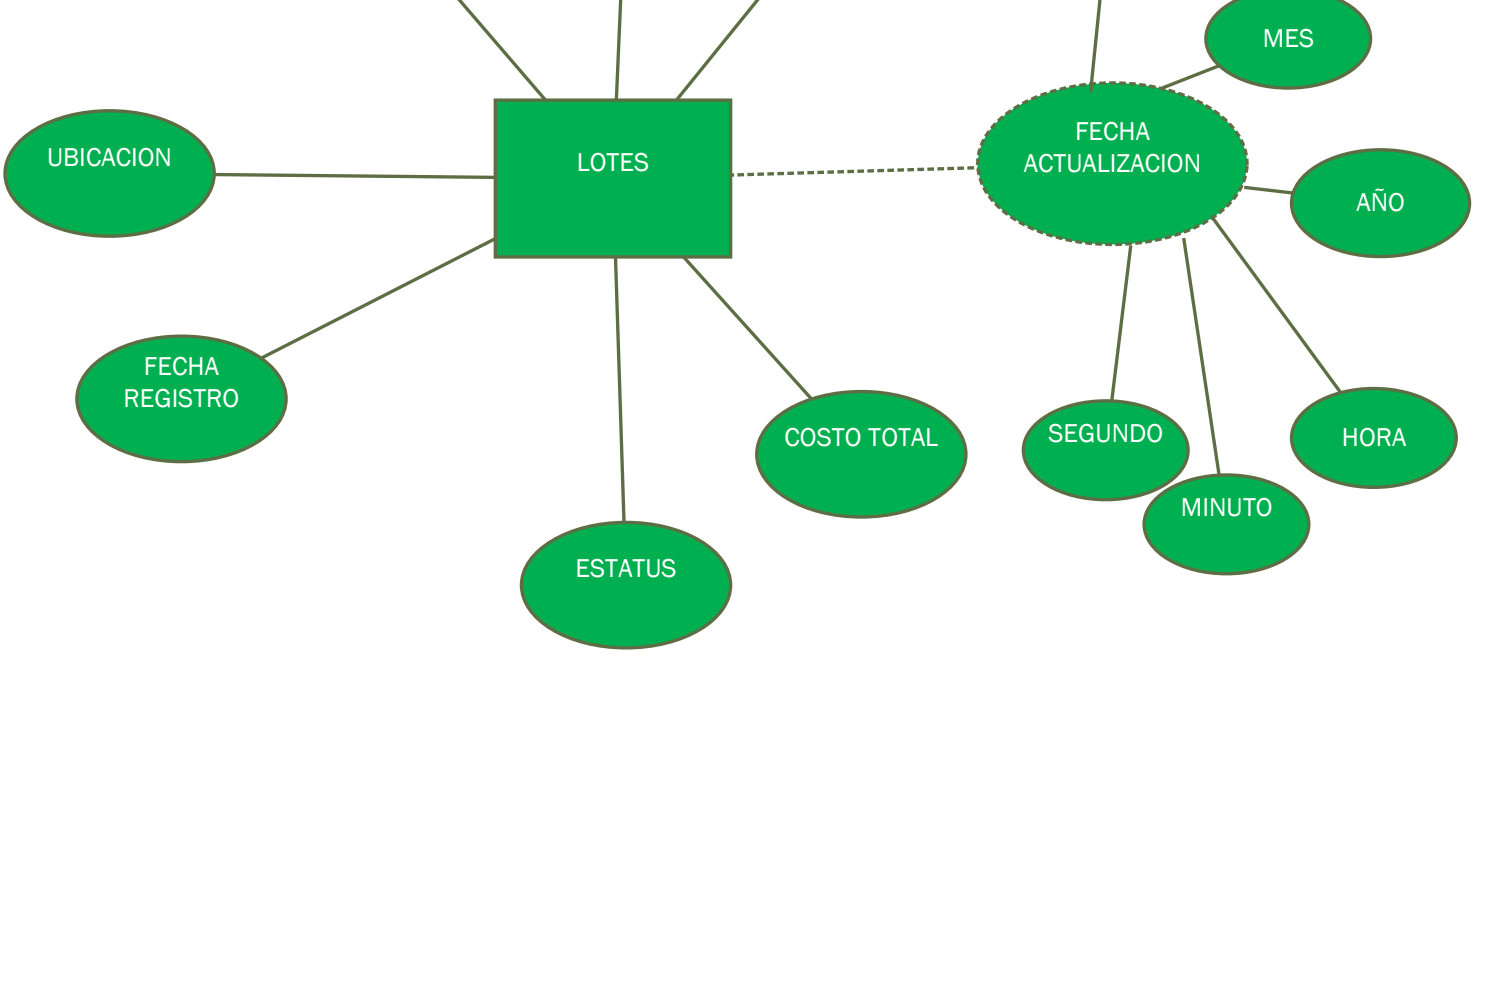 MES
FECHA
ACTUALIZACION
UBICACION
LOTES
AÑO
FECHA
REGISTRO
COSTO TOTAL
SEGUNDO
HORA
MINUTO
ESTATUS